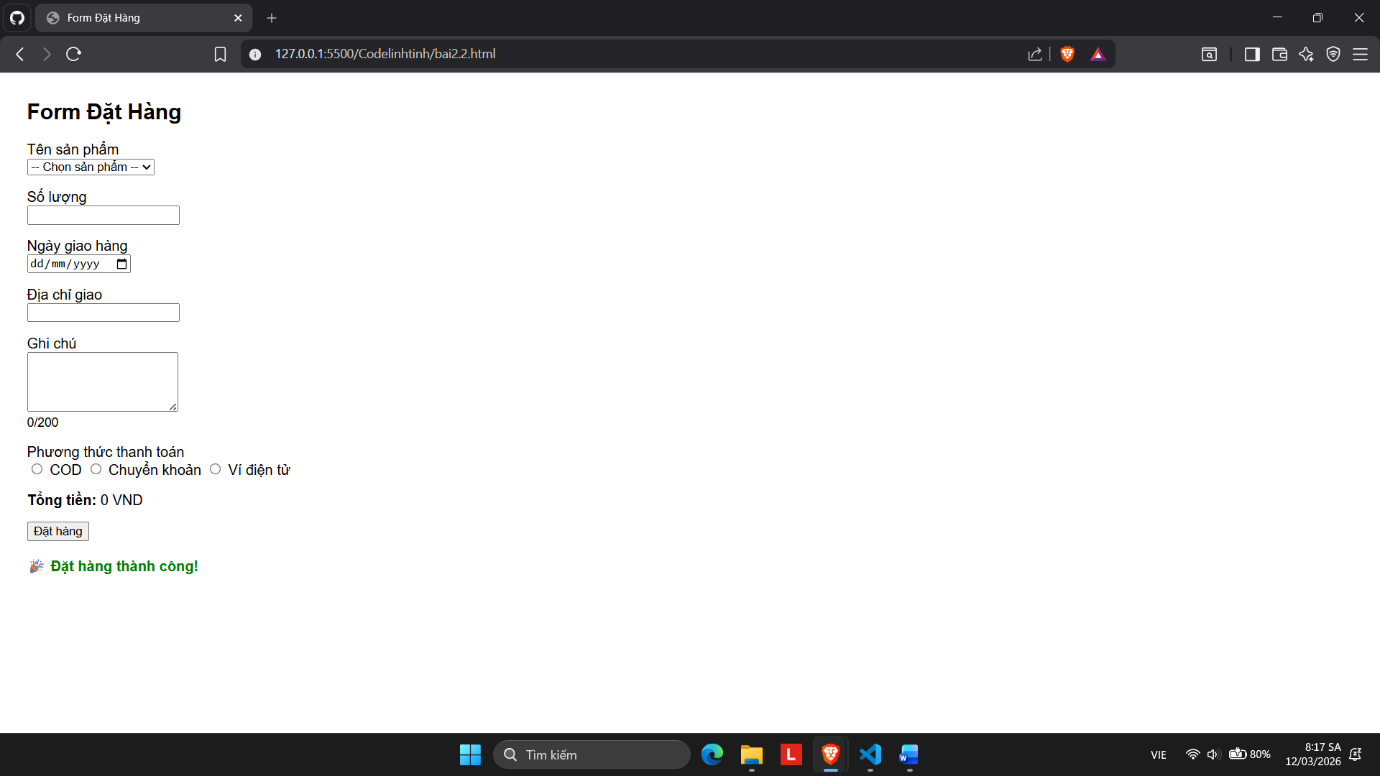 Form Đặt Hàng
127.0.0.1:5500/Codelinhtinh/bai2.2.html
Form Đặt Hàng
Tên sản phẩm
-- Chọn sản phẩm --
Số lượng
Ngày giao hàng
dd/mm/yyyy
Địa chỉ giao
Ghi chú
0/200
Phương thức thanh toán
COD Chuyển khoản Ví điện tử
Tổng tiền: 0 VND
Đặt hàng
🎉 Đặt hàng thành công!
Tìm kiếm
L
W
VIE
80%
8:17 SA
12/03/2026